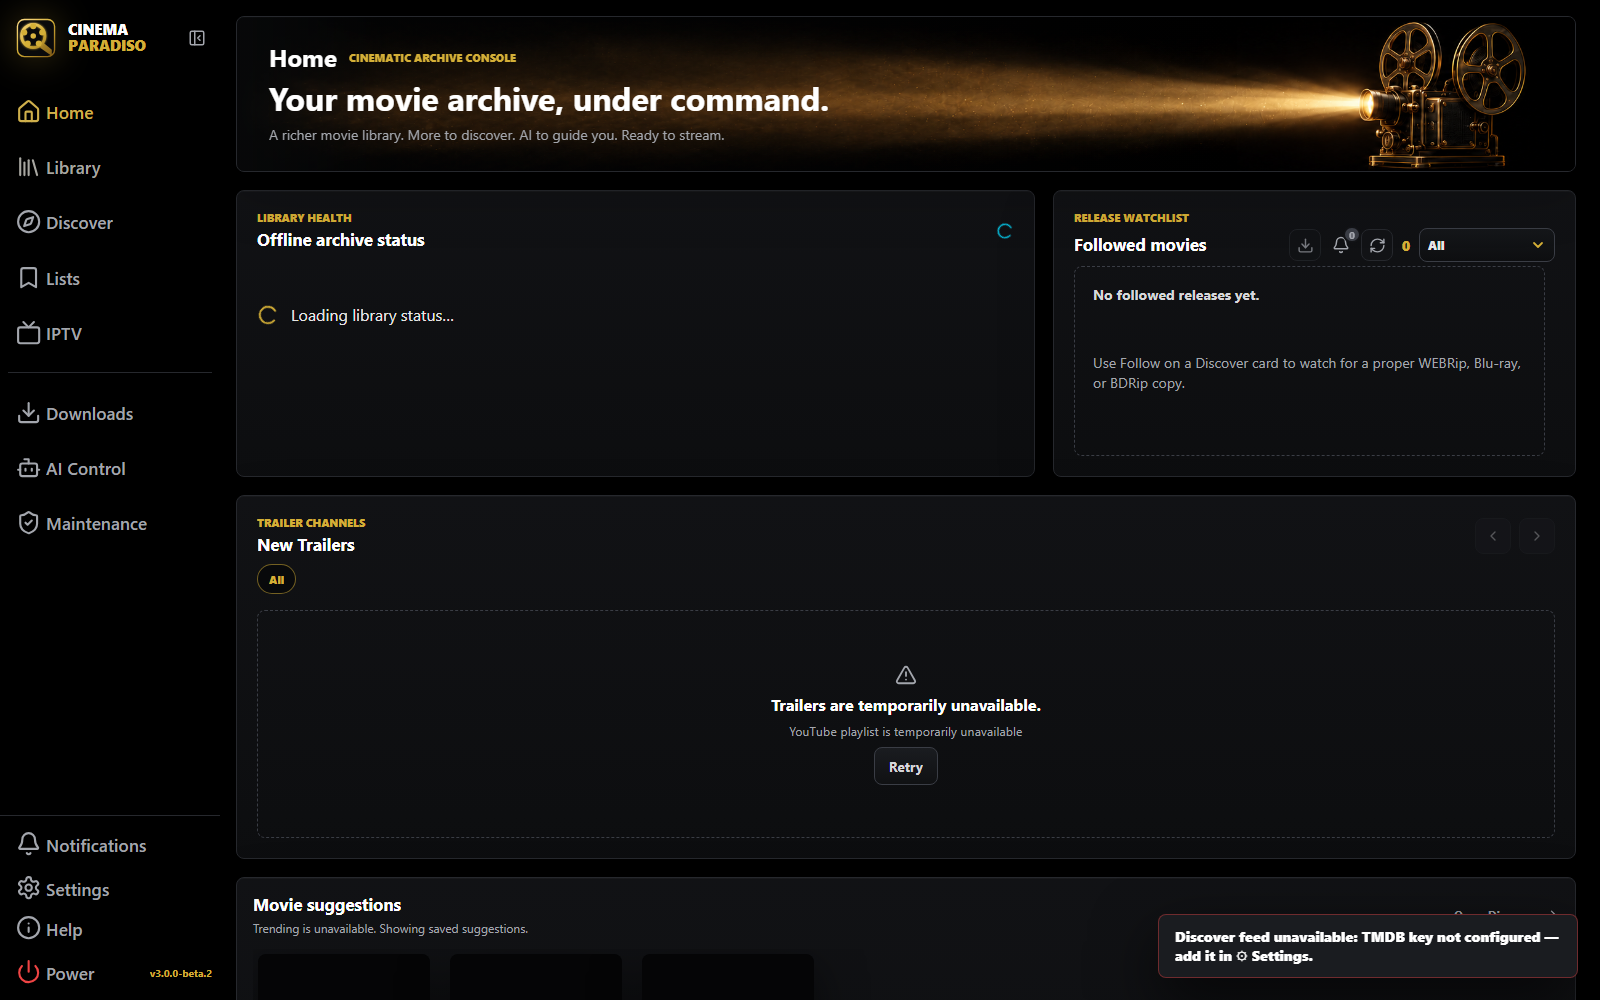 CINEMA
PARADISO
Home
Library
Discover
Lists
IPTV
Downloads
AI Control
Maintenance
Notifications
Settings
Help
Power
v3.0.0-beta.2
Home CINEMATIC ARCHIVE CONSOLE
Your movie archive, under command.
A richer movie library. More to discover. AI to guide you. Ready to stream.
LIBRARY HEALTH
Offline archive status
Loading library status...
RELEASE WATCHLIST
Followed movies 0 0 All
No followed releases yet.
Use Follow on a Discover card to watch for a proper WEBRip, Blu-ray,
or BDRip copy.
TRAILER CHANNELS
New Trailers
All
Trailers are temporarily unavailable.
YouTube playlist is temporarily unavailable
Retry
Movie suggestions
Trending is unavailable. Showing saved suggestions.
Discover feed unavailable: TMDB key not configured —
add it in ⚙ Settings.